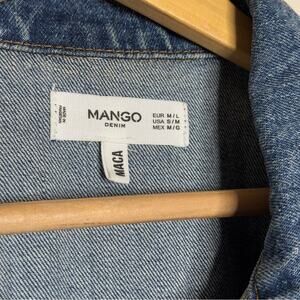 MANGO
DENIM
EUR M/L
USA S/M
MEX M/G
MACA